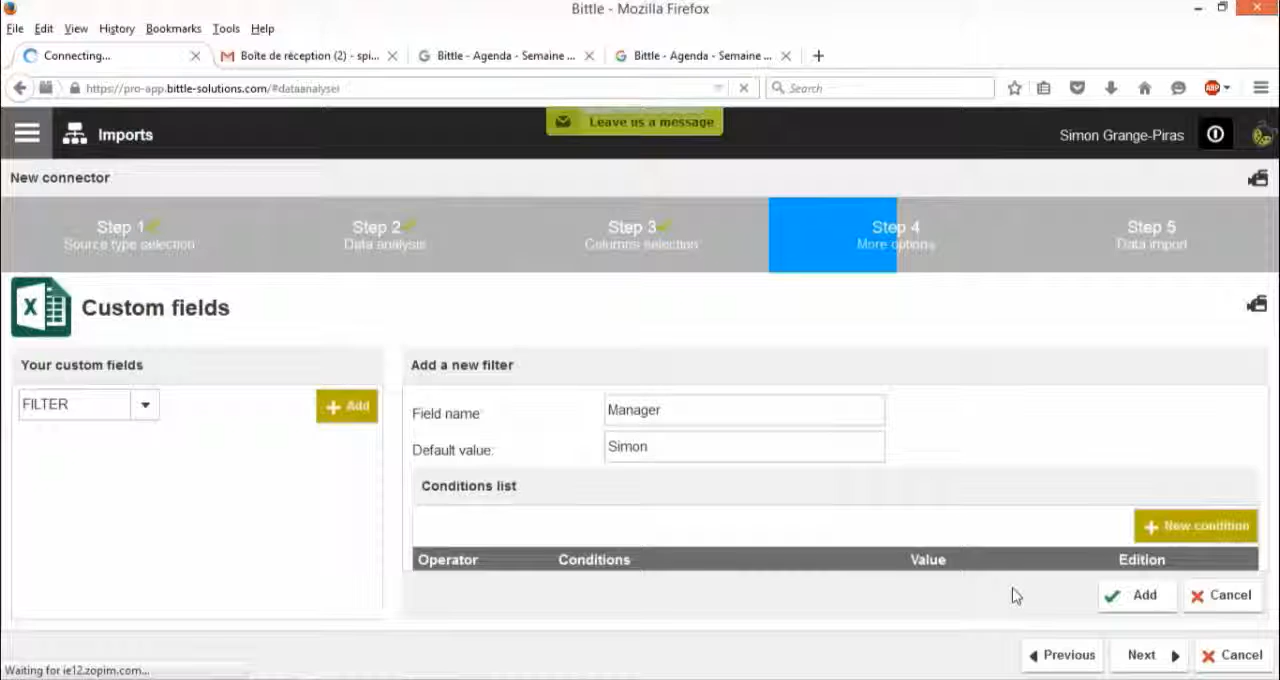 Bittle - Mozilla Firefox
File Edit View History Bookmarks Tools Help
Connecting... Boîte de réception (2) - spi... Bittle - Agenda - Semaine ... Bittle - Agenda - Semaine ...
https://pro-app.bittle-solutions.com/#dataanalysel Search
ABP
Leave us a message
Imports Simon Grange-Piras
New connector
Step 1 Step 2 Step 3 Step 4 Step 5
Source type selection Data analysis Columns selection More options Data import
X Custom fields
Your custom fields Add a new filter
FILTER Add
Field name Manager
Default value: Simon
Conditions list
New condition
Operator Conditions Value Edition
Add Cancel
Previous Next Cancel
Waiting for ie12.zopim.com...